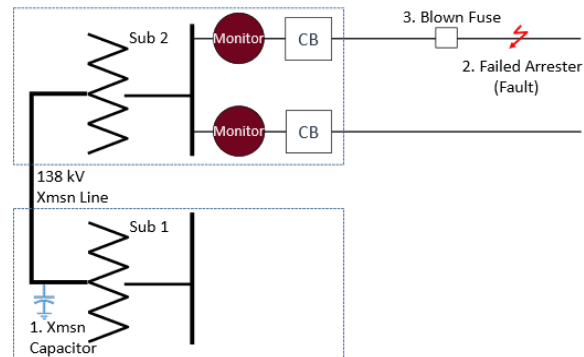 3. Blown Fuse
Sub 2
Monitor
CB
2. Failed Arrester
(Fault)
Monitor
CB
138 kV
Xmsn Line
Sub 1
1. Xmsn
Capacitor